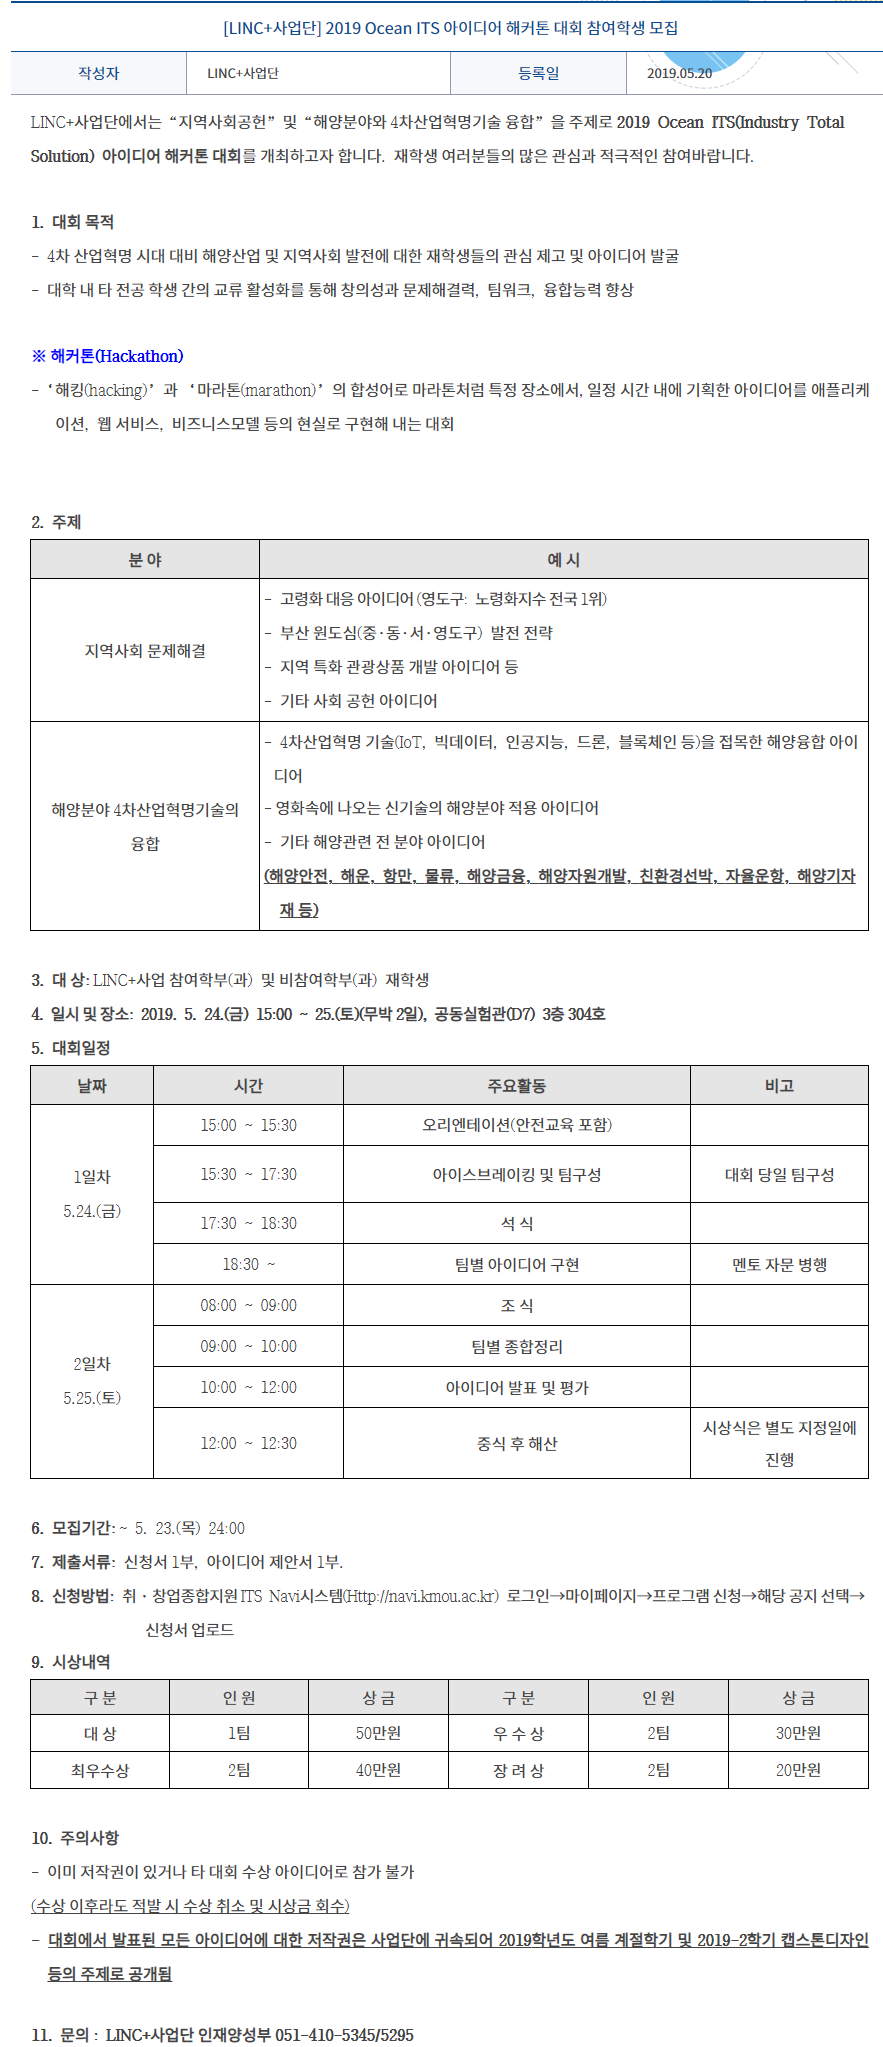 [LINC+사업단] 2019 Ocean ITS 아이디어 해커톤 대회 참여학생 모집
작성자 LINC+사업단 등록일 2019.05.20
LINC+사업단에서는 “지역사회공헌” 및 “해양분야와 4차산업혁명기술 융합” 을 주제로 2019 Ocean ITS(Industry Total
Solution) 아이디어 해커톤 대회를 개최하고자 합니다. 재학생 여러분들의 많은 관심과 적극적인 참여바랍니다.
1. 대회 목적
- 4차 산업혁명 시대 대비 해양산업 및 지역사회 발전에 대한 재학생들의 관심 제고 및 아이디어 발굴
- 대학 내 타 전공 학생 간의 교류 활성화를 통해 창의성과 문제해결력, 팀워크, 융합능력 향상
※ 해커톤(Hackathon)
- ‘해킹(hacking)’ 과 ‘마라톤(marathon)’ 의 합성어로 마라톤처럼 특정 장소에서, 일정 시간 내에 기획한 아이디어를 애플리케
이션, 웹 서비스, 비즈니스모델 등의 현실로 구현해 내는 대회
2. 주제
분 야 예 시
지역사회 문제해결
- 고령화 대응 아이디어 (영도구: 노령화지수 전국 1위)
- 부산 원도심(중·동·서·영도구) 발전 전략
- 지역 특화 관광상품 개발 아이디어 등
- 기타 사회 공헌 아이디어
해양분야 4차산업혁명기술의
융합
- 4차산업혁명 기술(IoT, 빅데이터, 인공지능, 드론, 블록체인 등)을 접목한 해양융합 아이
디어
- 영화속에 나오는 신기술의 해양분야 적용 아이디어
- 기타 해양관련 전 분야 아이디어
(해양안전, 해운, 항만, 물류, 해양금융, 해양자원개발, 친환경선박, 자율운항, 해양기자
재 등)
3. 대 상: LINC+사업 참여학부(과) 및 비참여학부(과) 재학생
4. 일시 및 장소: 2019. 5. 24.(금) 15:00 ~ 25.(토)(무박 2일), 공동실험관(D7) 3층 304호
5. 대회일정
날짜 시간 주요활동 비고
1일차
5.24.(금)
15:00 ~ 15:30 오리엔테이션(안전교육 포함)
15:30 ~ 17:30 아이스브레이킹 및 팀구성 대회 당일 팀구성
17:30 ~ 18:30 석 식
18:30 ~ 팀별 아이디어 구현 멘토 자문 병행
2일차
5.25.(토)
08:00 ~ 09:00 조 식
09:00 ~ 10:00 팀별 종합정리
10:00 ~ 12:00 아이디어 발표 및 평가
12:00 ~ 12:30 중식 후 해산 시상식은 별도 지정일에
진행
6. 모집기간: ~ 5. 23.(목) 24:00
7. 제출서류: 신청서 1부, 아이디어 제안서 1부.
8. 신청방법: 취·창업종합지원 ITS Navi시스템(Http://navi.kmou.ac.kr) 로그인→마이페이지→프로그램 신청→해당 공지 선택→
신청서 업로드
9. 시상내역
구 분 인 원 상 금 구 분 인 원 상 금
대 상 1팀 50만원 우 수 상 2팀 30만원
최우수상 2팀 40만원 장 려 상 2팀 20만원
10. 주의사항
- 이미 저작권이 있거나 타 대회 수상 아이디어로 참가 불가
(수상 이후라도 적발 시 수상 취소 및 시상금 회수)
- 대회에서 발표된 모든 아이디어에 대한 저작권은 사업단에 귀속되어 2019학년도 여름 계절학기 및 2019-2학기 캡스톤디자인
등의 주제로 공개됨
11. 문의 : LINC+사업단 인재양성부 051-410-5345/5295